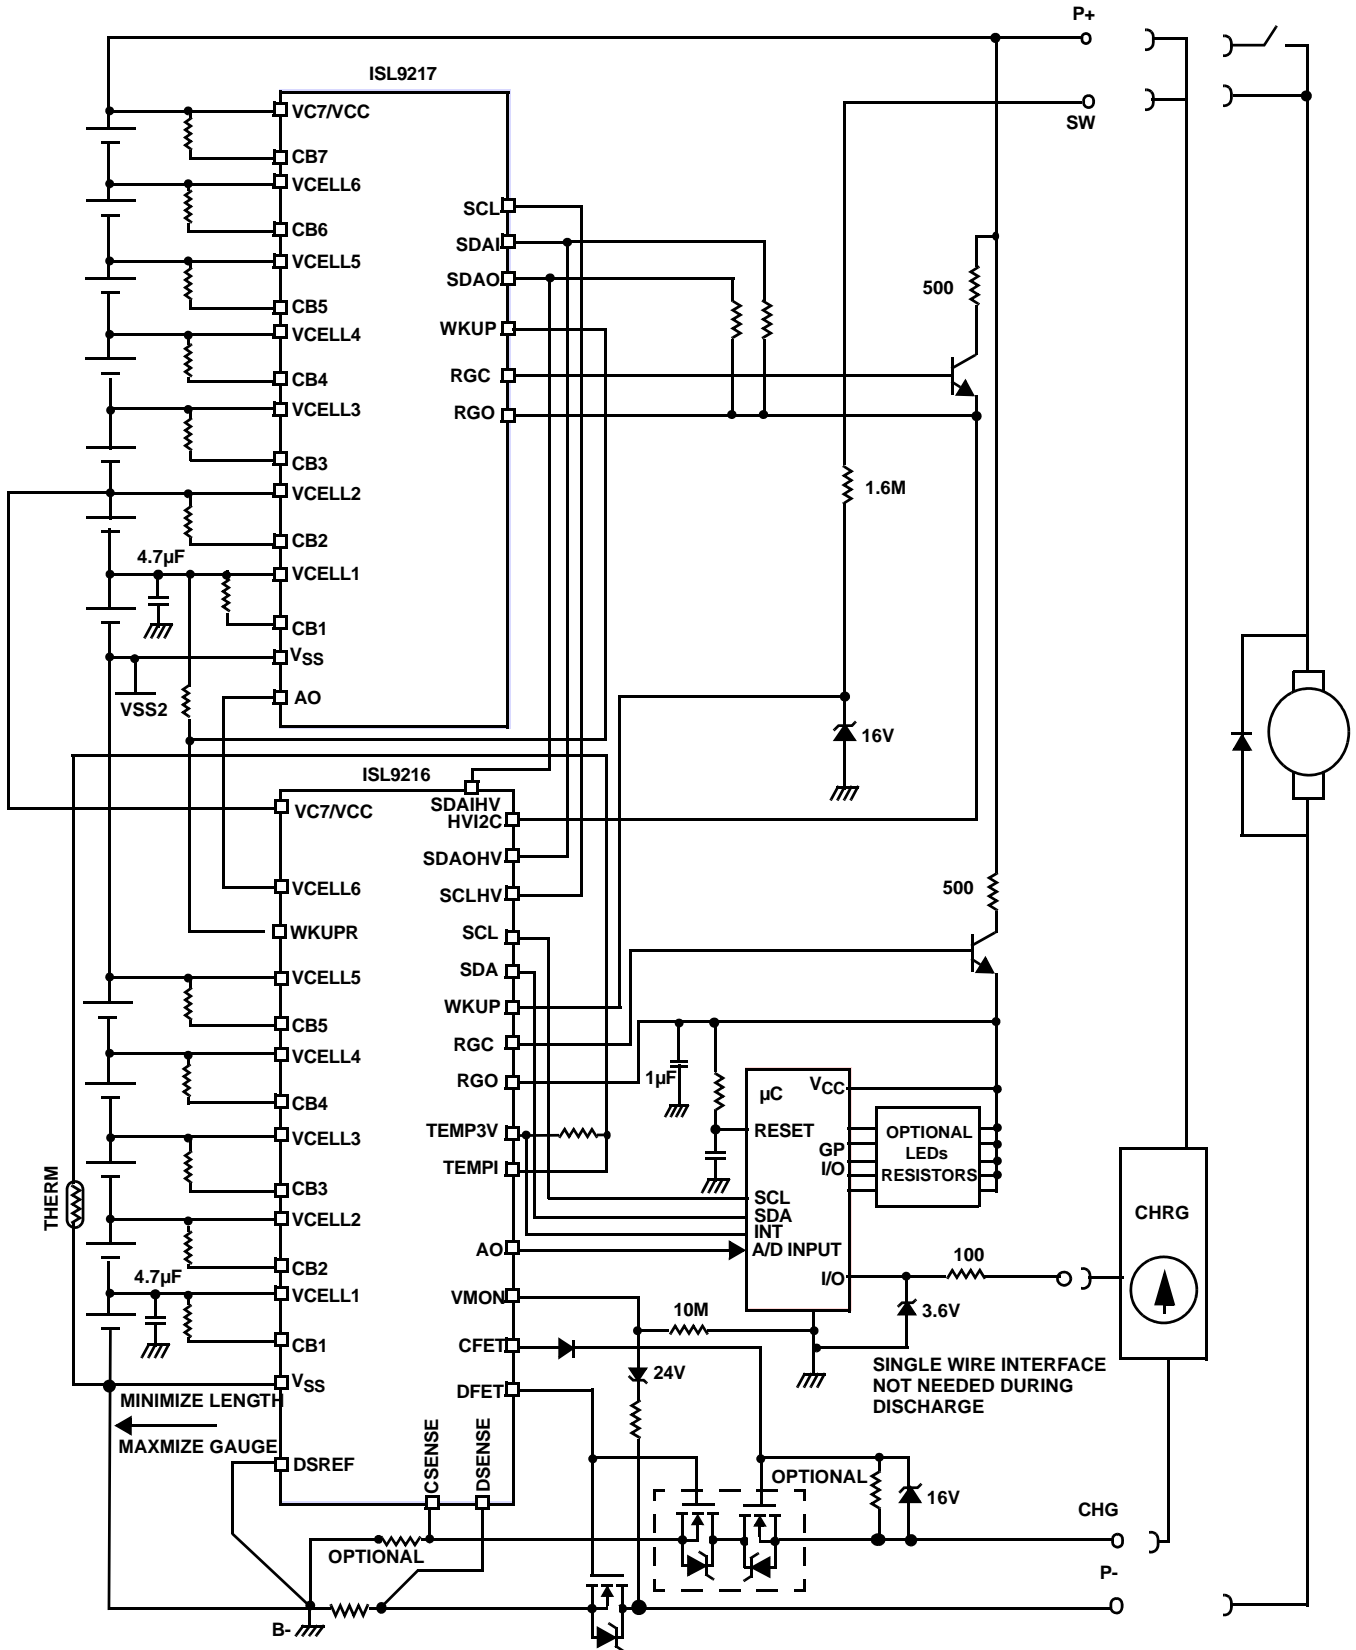 P+
ISL9217
SW
VC7/VCC
CB7
VCELL6
CB6
VCELL5
CB5
VCELL4
CB4
VCELL3
CB3
VCELL2
CB2
VCELL1
CB1
VSS
AO
SCL
SDAI
SDAO
WKUP
RGC
RGO
500
1.6M
16V
4.7µF
VSS2
ISL9216
VC7/VCC
VCELL6
WKUPR
VCELL5
CB5
VCELL4
CB4
VCELL3
CB3
VCELL2
CB2
VCELL1
CB1
VSS
DSREF
SDAIHV
HVI2C
SDAOHV
SCLHV
SCL
SDA
WKUP
RGC
RGO
TEMP3V
TEMPI
AO
VMON
CFET
DFET
CSENSE
DSENSE
THERM
4.7µF
MINIMIZE LENGTH
MAXMIZE GAUGE
OPTIONAL
B-
500
1µF
µC
VCC
RESET
GP
I/O
SCL
SDA
INT
A/D INPUT
I/O
OPTIONAL
LEDs
RESISTORS
100
3.6V
10M
24V
SINGLE WIRE INTERFACE
NOT NEEDED DURING
DISCHARGE
OPTIONAL
16V
CHRG
CHG
P-